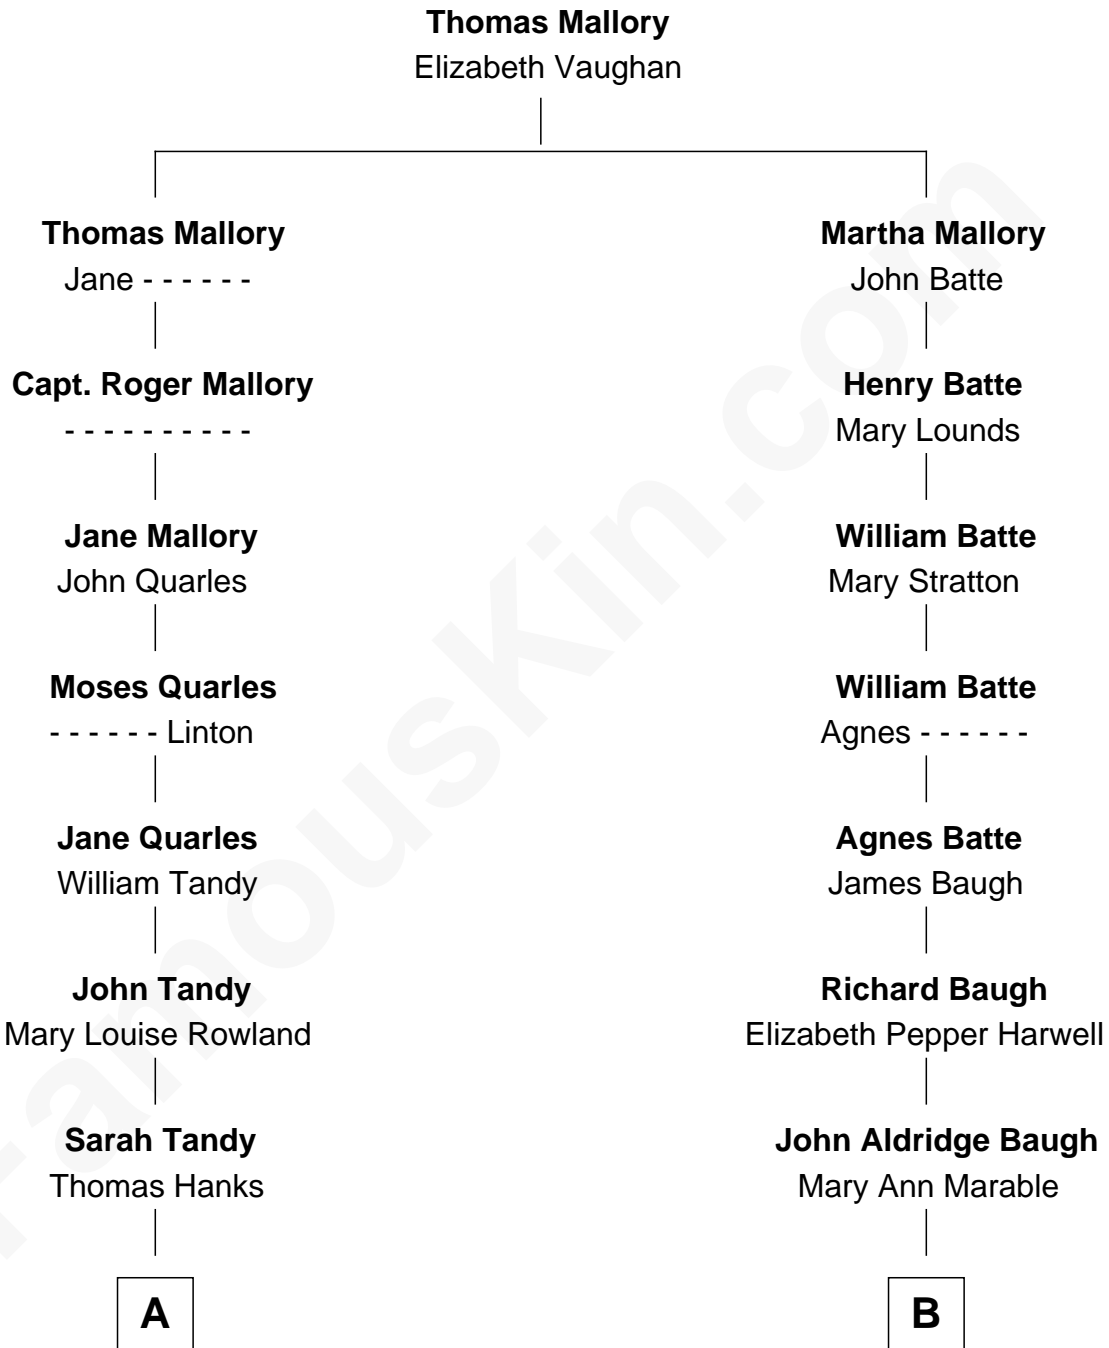 Thomas Mallory
Elizabeth Vaughan
Thomas Mallory
Jane - - - - - -
Martha Mallory
John Batte
Capt. Roger Mallory
- - - - - - - - - -
Henry Batte
Mary Lounds
Jane Mallory
John Quarles
William Batte
Mary Stratton
Moses Quarles
- - - - - - Linton
William Batte
Agnes - - - - - -
Jane Quarles
William Tandy
Agnes Batte
James Baugh
John Tandy
Mary Louise Rowland
Richard Baugh
Elizabeth Pepper Harwell
Sarah Tandy
Thomas Hanks
John Aldridge Baugh
Mary Ann Marable
A
B
FamousKin.com